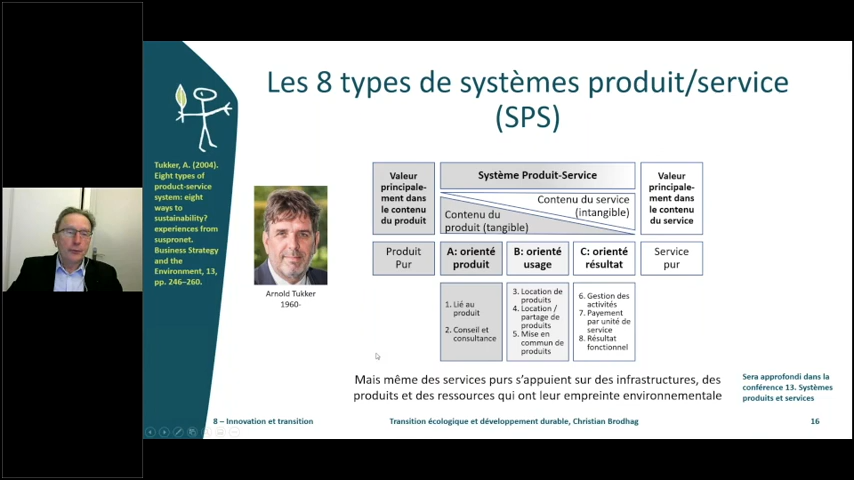 Les 8 types de systèmes produit/service
(SPS)
Tukker, A. (2004).
Eight types of
product-service
system: eight
ways to
sustainability?
experiences from
suspronet.
Business Strategy
and the
Environment, 13,
pp. 246–260.
Arnold Tukker
1960-
Valeur
principale-
ment dans
le contenu
du produit
Système Produit-Service
Contenu du service
(intangible)
Contenu du
produit (tangible)
Valeur
principale-
ment dans
le contenu
du service
Produit
Pur
A: orienté
produit
B: orienté
usage
C: orienté
résultat
Service
pur
1. Lié au
produit
2. Conseil et
consultance
3. Location de
produits
4. Location /
partage de
produits
5. Mise en
commun de
produits
6. Gestion des
activités
7. Payement
par unité de
service
8. Résultat
fonctionnel
Mais même des services purs s'appuient sur des infrastructures, des
produits et des ressources qui ont leur empreinte environnementale
Sera approfondi dans la
conférence 13. Systèmes
produits et services
8 – Innovation et transition
Transition écologique et développement durable, Christian Brodhag
16